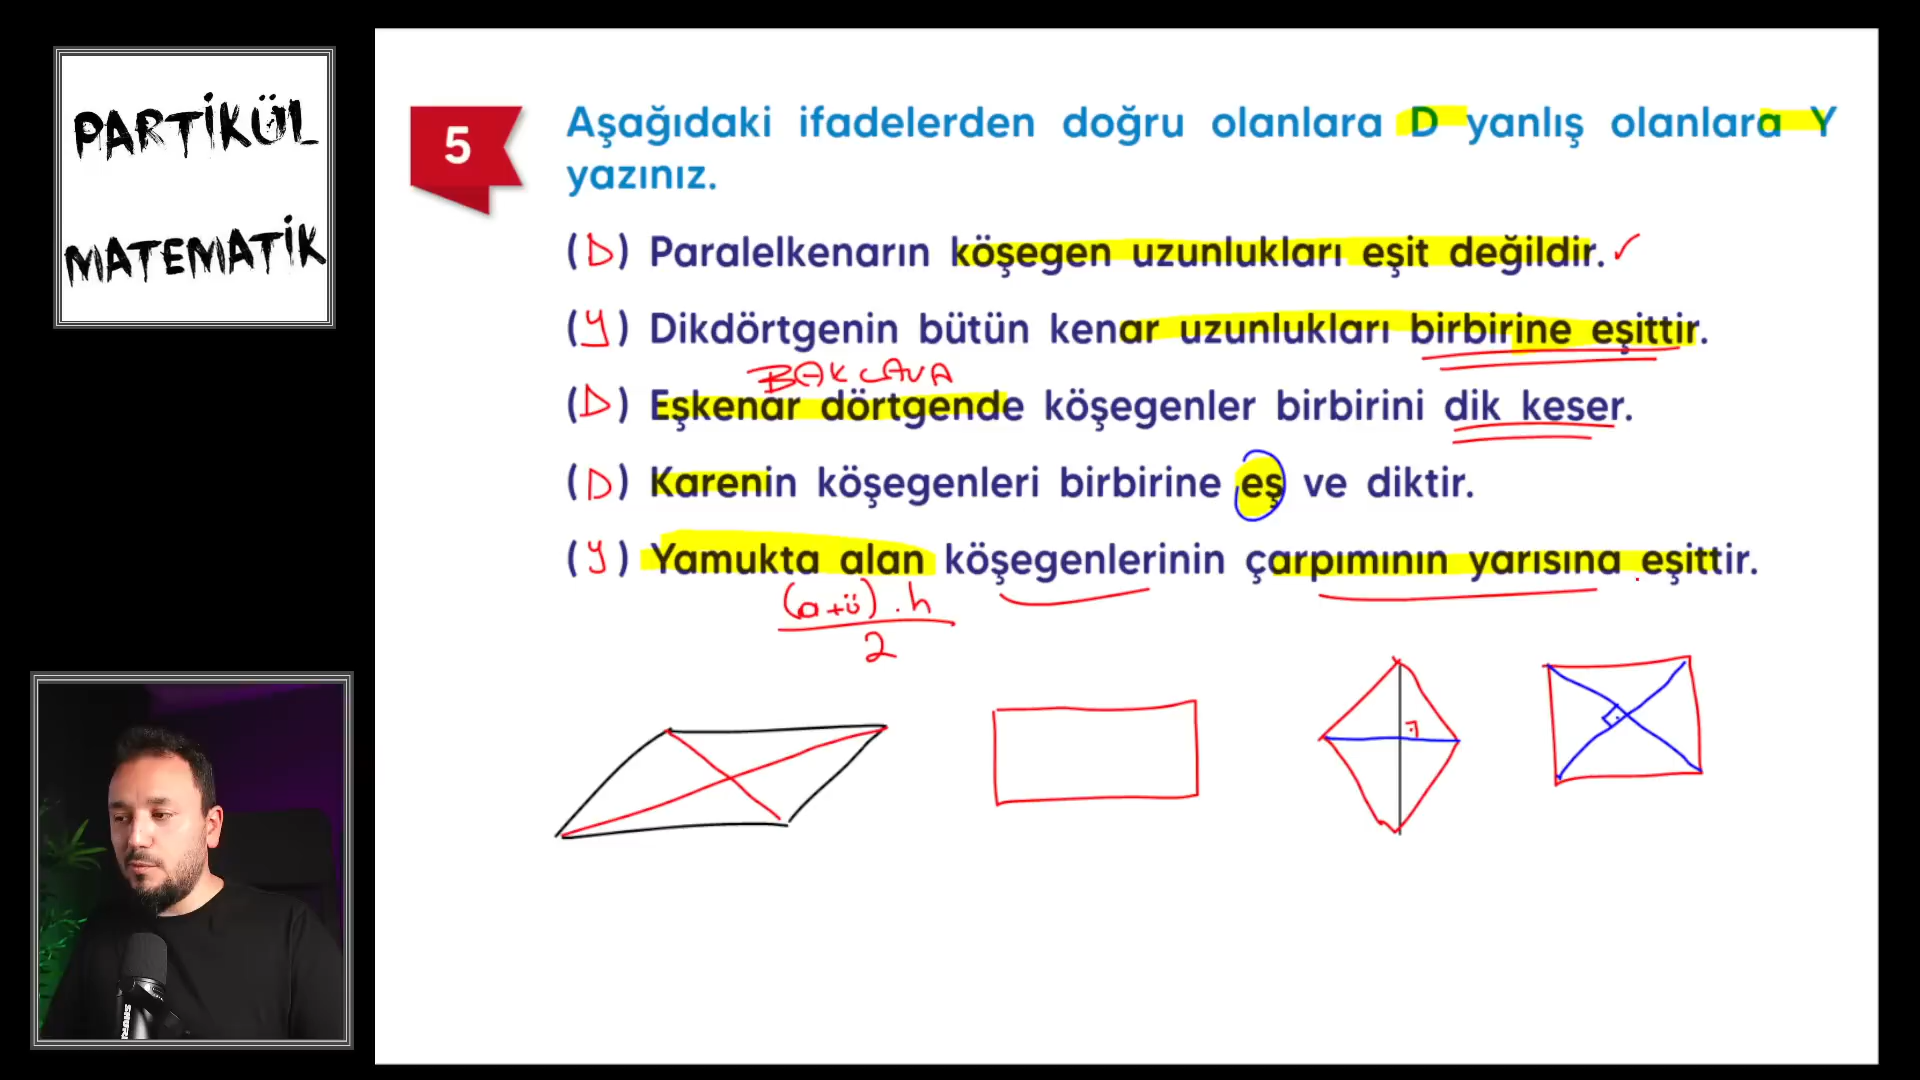 PARTİKÜL
MATEMATİK
5
Aşağıdaki ifadelerden doğru olanlara D yanlış olanlara Y
yazınız.
(D) Paralelkenarın köşegen uzunlukları eşit değildir. ✓
(Y) Dikdörtgenin bütün kenar uzunlukları birbirine eşittir.
BAKLAVA
(D) Eşkenar dörtgende köşegenler birbirini dik keser.
(D) Karenin köşegenleri birbirine eş ve diktir.
(Y) Yamukta alan köşegenlerinin çarpımının yarısına eşittir.
(a+ü).h
2